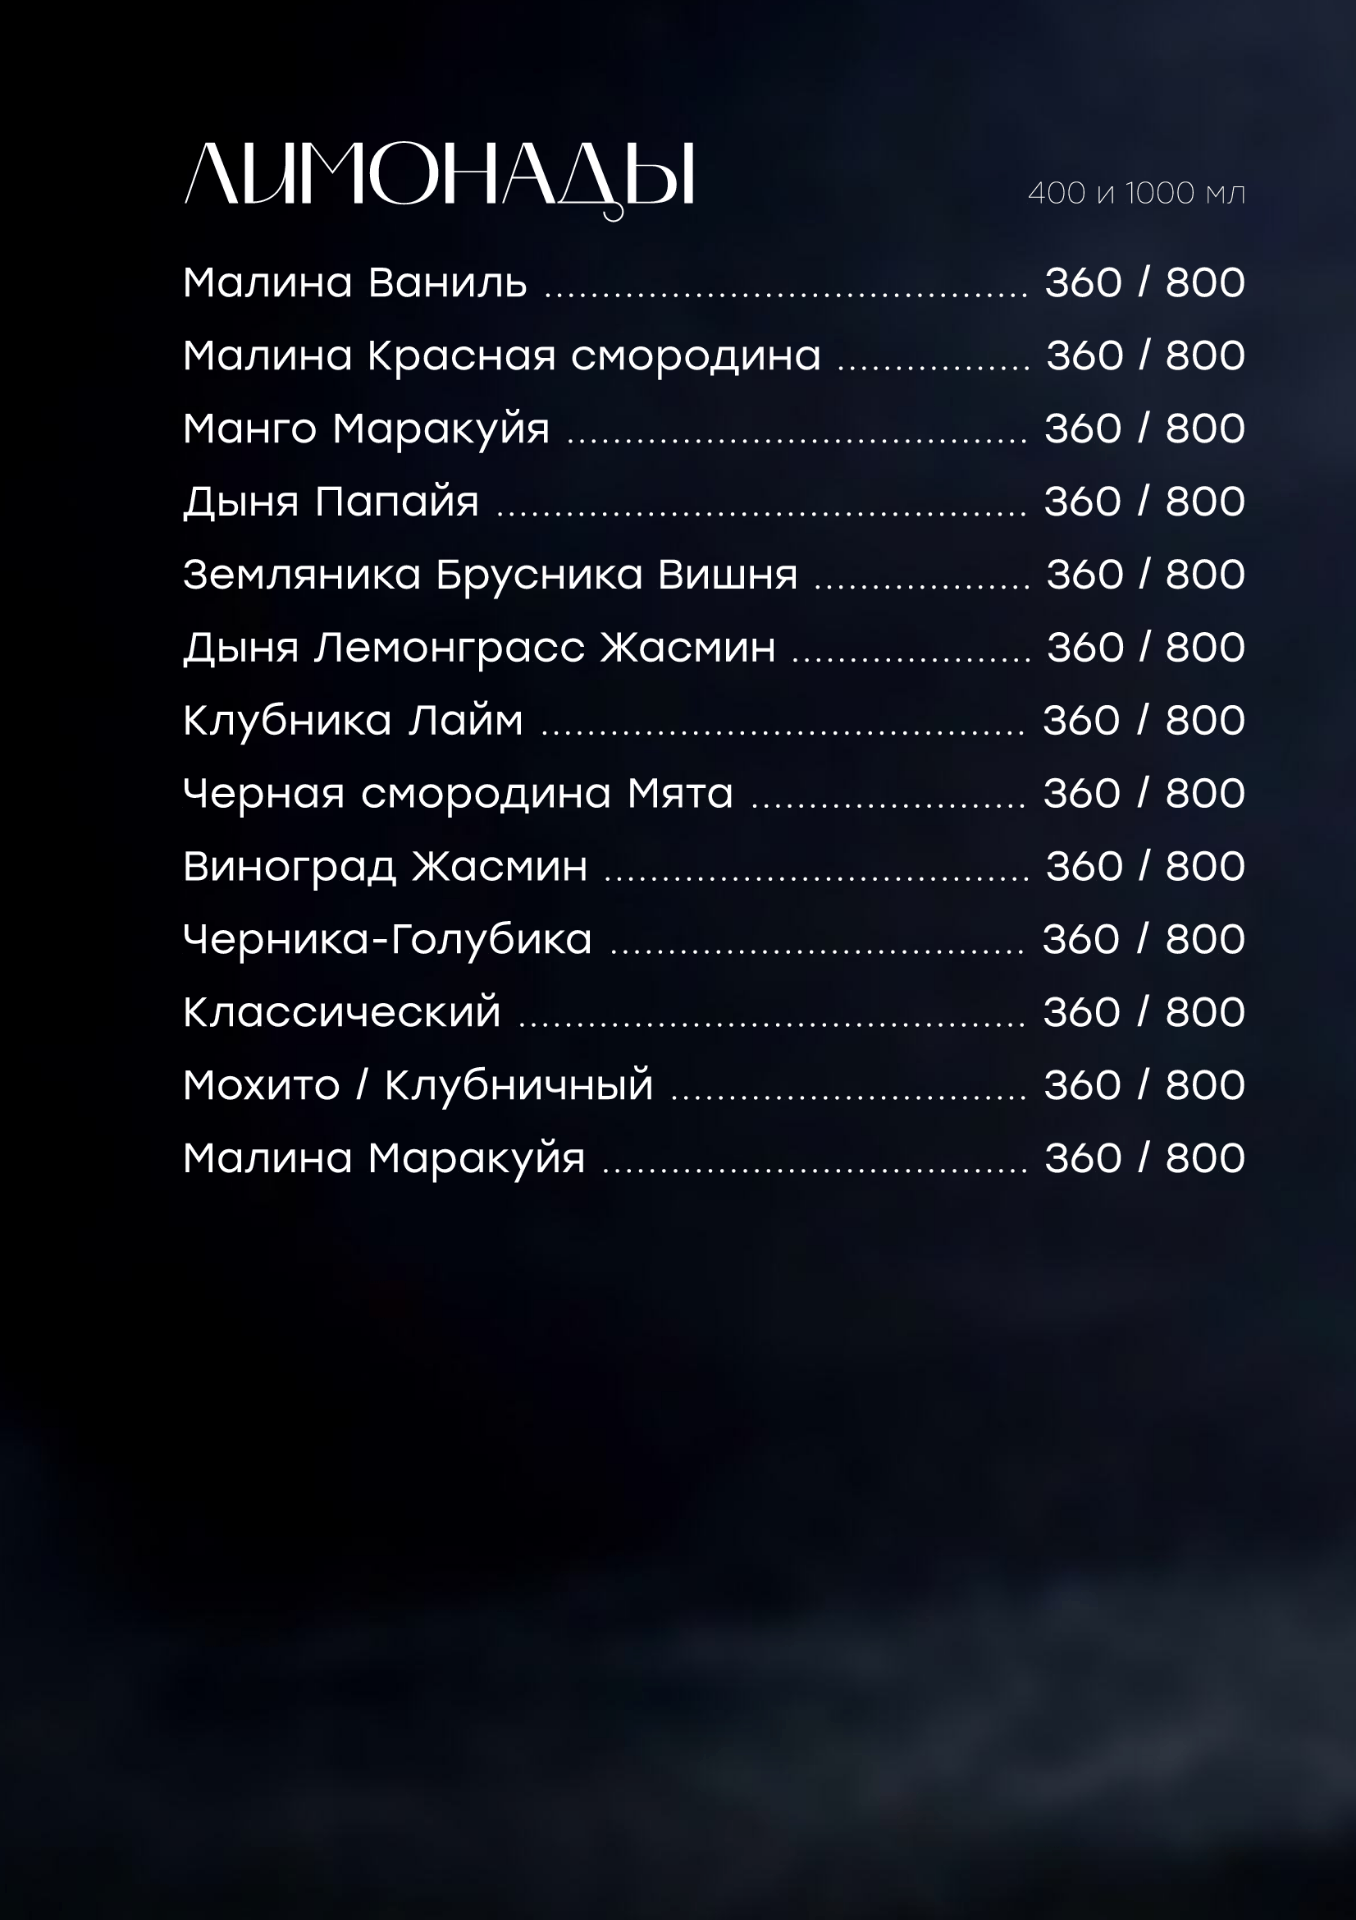 ЛИМОНАДЫ 400 и 1000 мл
Малина Ваниль ........................................ 360 / 800
Малина Красная смородина ................ 360 / 800
Манго Маракуйя ...................................... 360 / 800
Дыня Папайя ............................................ 360 / 800
Земляника Брусника Вишня .................. 360 / 800
Дыня Лемонграсс Жасмин .................... 360 / 800
Клубника Лайм ........................................ 360 / 800
Черная смородина Мята ....................... 360 / 800
Виноград Жасмин ................................... 360 / 800
Черника-Голубика .................................. 360 / 800
Классический .......................................... 360 / 800
Мохито / Клубничный ............................. 360 / 800
Малина Маракуйя ................................... 360 / 800